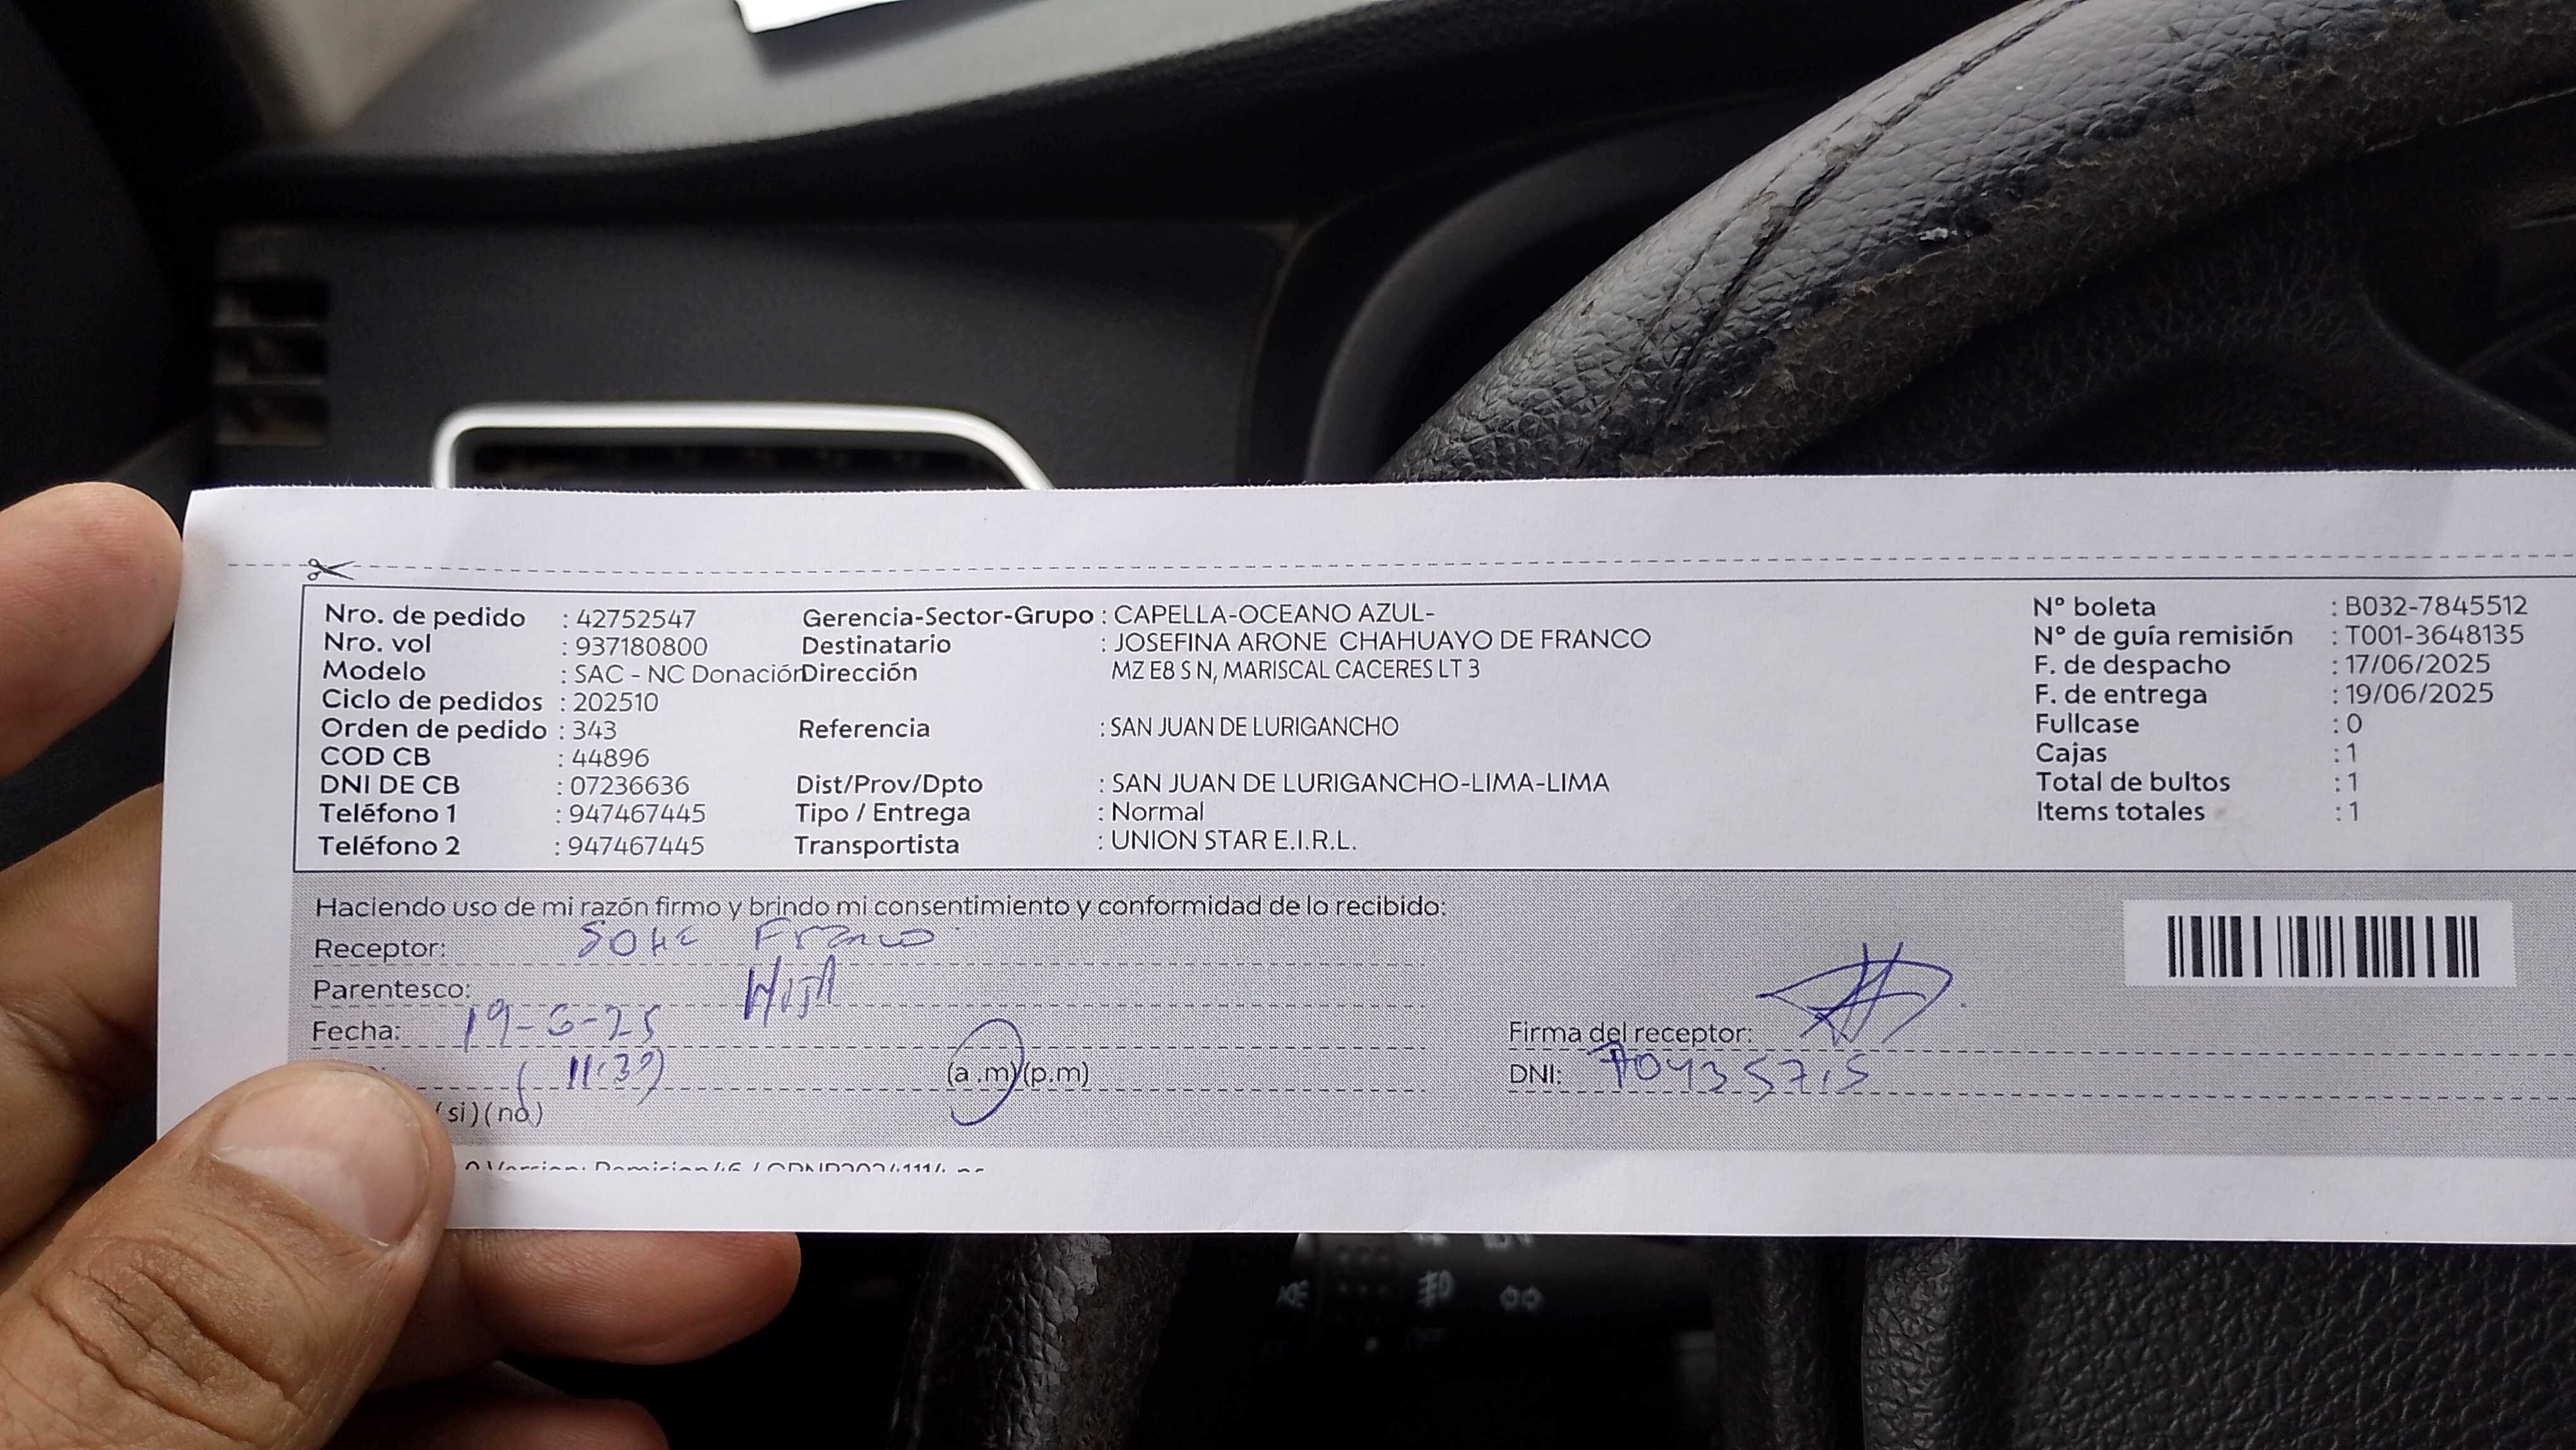 Nro. de pedido : 42752547 Gerencia-Sector-Grupo : CAPELLA-OCEANO AZUL- N° boleta : B032-7845512
Nro. vol : 937180800 Destinatario : JOSEFINA ARONE CHAHUAYO DE FRANCO N° de guía remisión : T001-3648135
Modelo : SAC - NC Donación Dirección MZ E8 S N, MARISCAL CACERES LT 3 F. de despacho : 17/06/2025
Ciclo de pedidos : 202510 F. de entrega : 19/06/2025
Orden de pedido : 343 Referencia : SAN JUAN DE LURIGANCHO Fullcase : 0
COD CB : 44896 Cajas : 1
DNI DE CB : 07236636 Dist/Prov/Dpto : SAN JUAN DE LURIGANCHO-LIMA-LIMA Total de bultos : 1
Teléfono 1 : 947467445 Tipo / Entrega : Normal Items totales : 1
Teléfono 2 : 947467445 Transportista : UNION STAR E.I.R.L.
Haciendo uso de mi razón firmo y brindo mi consentimiento y conformidad de lo recibido:
Receptor: Franco
Parentesco: HIJA
Fecha: 19-6-25 Firma del receptor:
(a.m)(p.m) DNI:
(si)(no)